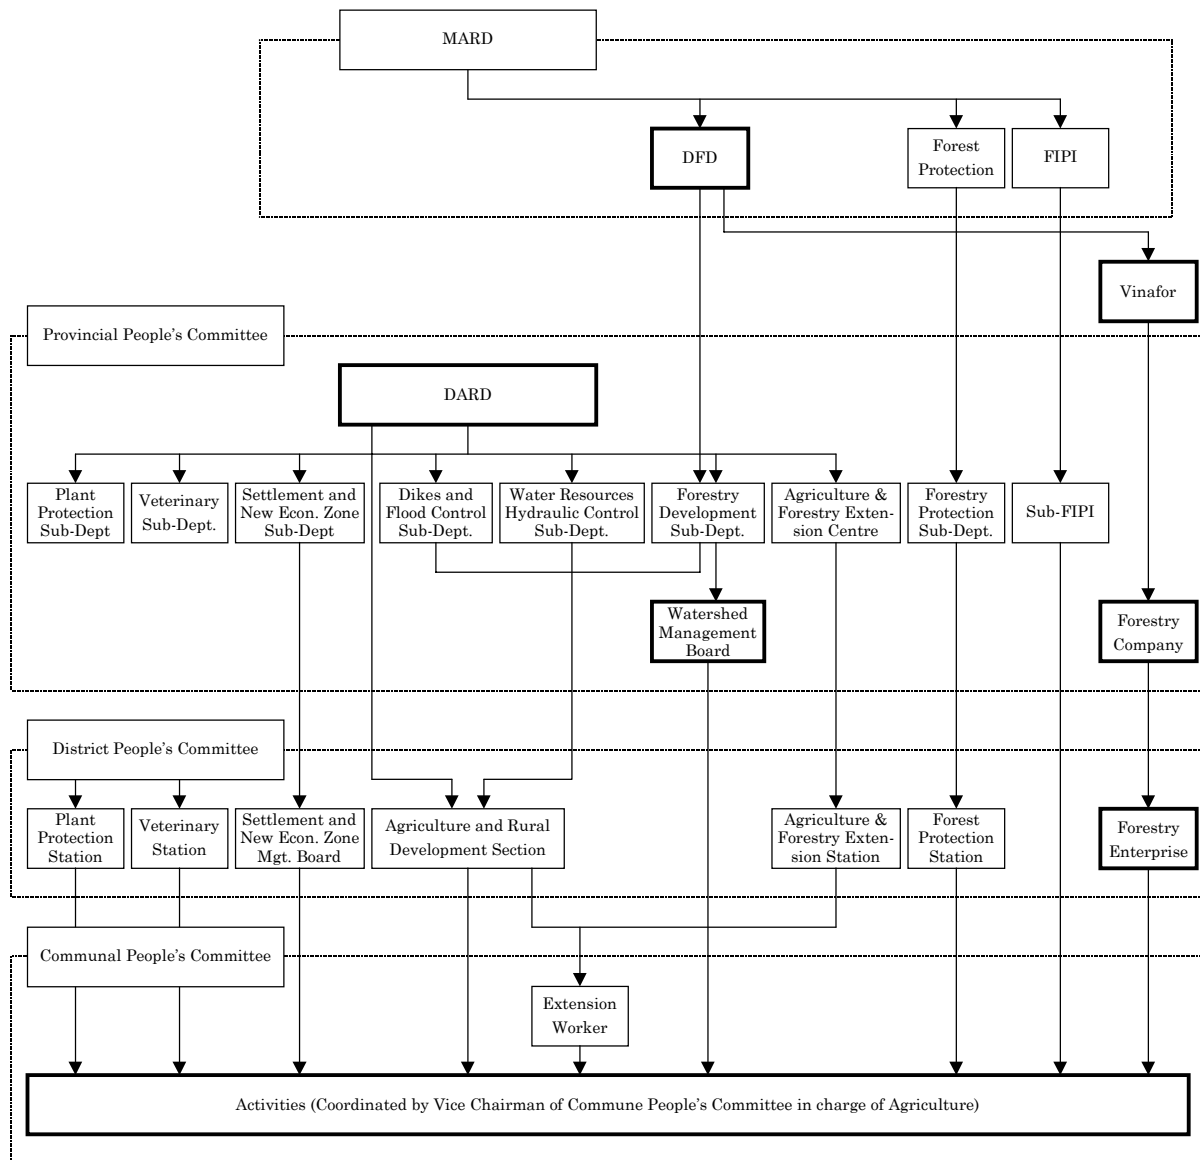 MARD
DFD
Forest
Protection
FIPI
Vinafor
Provincial People's Committee
DARD
Plant
Protection
Sub-Dept
Veterinary
Sub-Dept.
Settlement and
New Econ. Zone
Sub-Dept
Dikes and
Flood Control
Sub-Dept.
Water Resources
Hydraulic Control
Sub-Dept.
Forestry
Development
Sub-Dept.
Agriculture &
Forestry Exten-
sion Centre
Forestry
Protection
Sub-Dept.
Sub-FIPI
Watershed
Management
Board
Forestry
Company
District People's Committee
Plant
Protection
Station
Veterinary
Station
Settlement and
New Econ. Zone
Mgt. Board
Agriculture and Rural
Development Section
Agriculture &
Forestry Exten-
sion Station
Forest
Protection
Station
Forestry
Enterprise
Communal People's Committee
Extension
Worker
Activities (Coordinated by Vice Chairman of Commune People's Committee in charge of Agriculture)